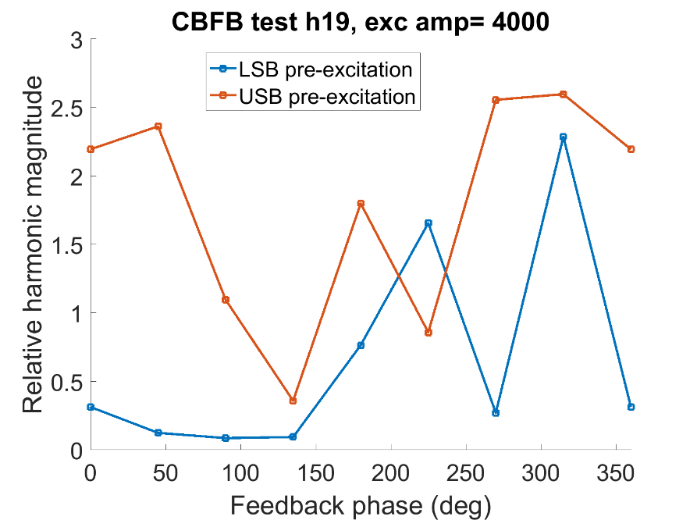 CBFB test h19, exc amp= 4000
LSB pre-excitation
USB pre-excitation
Relative harmonic magnitude
3
2.5
2
1.5
1
0.5
0
0 50 100 150 200 250 300 350
Feedback phase (deg)